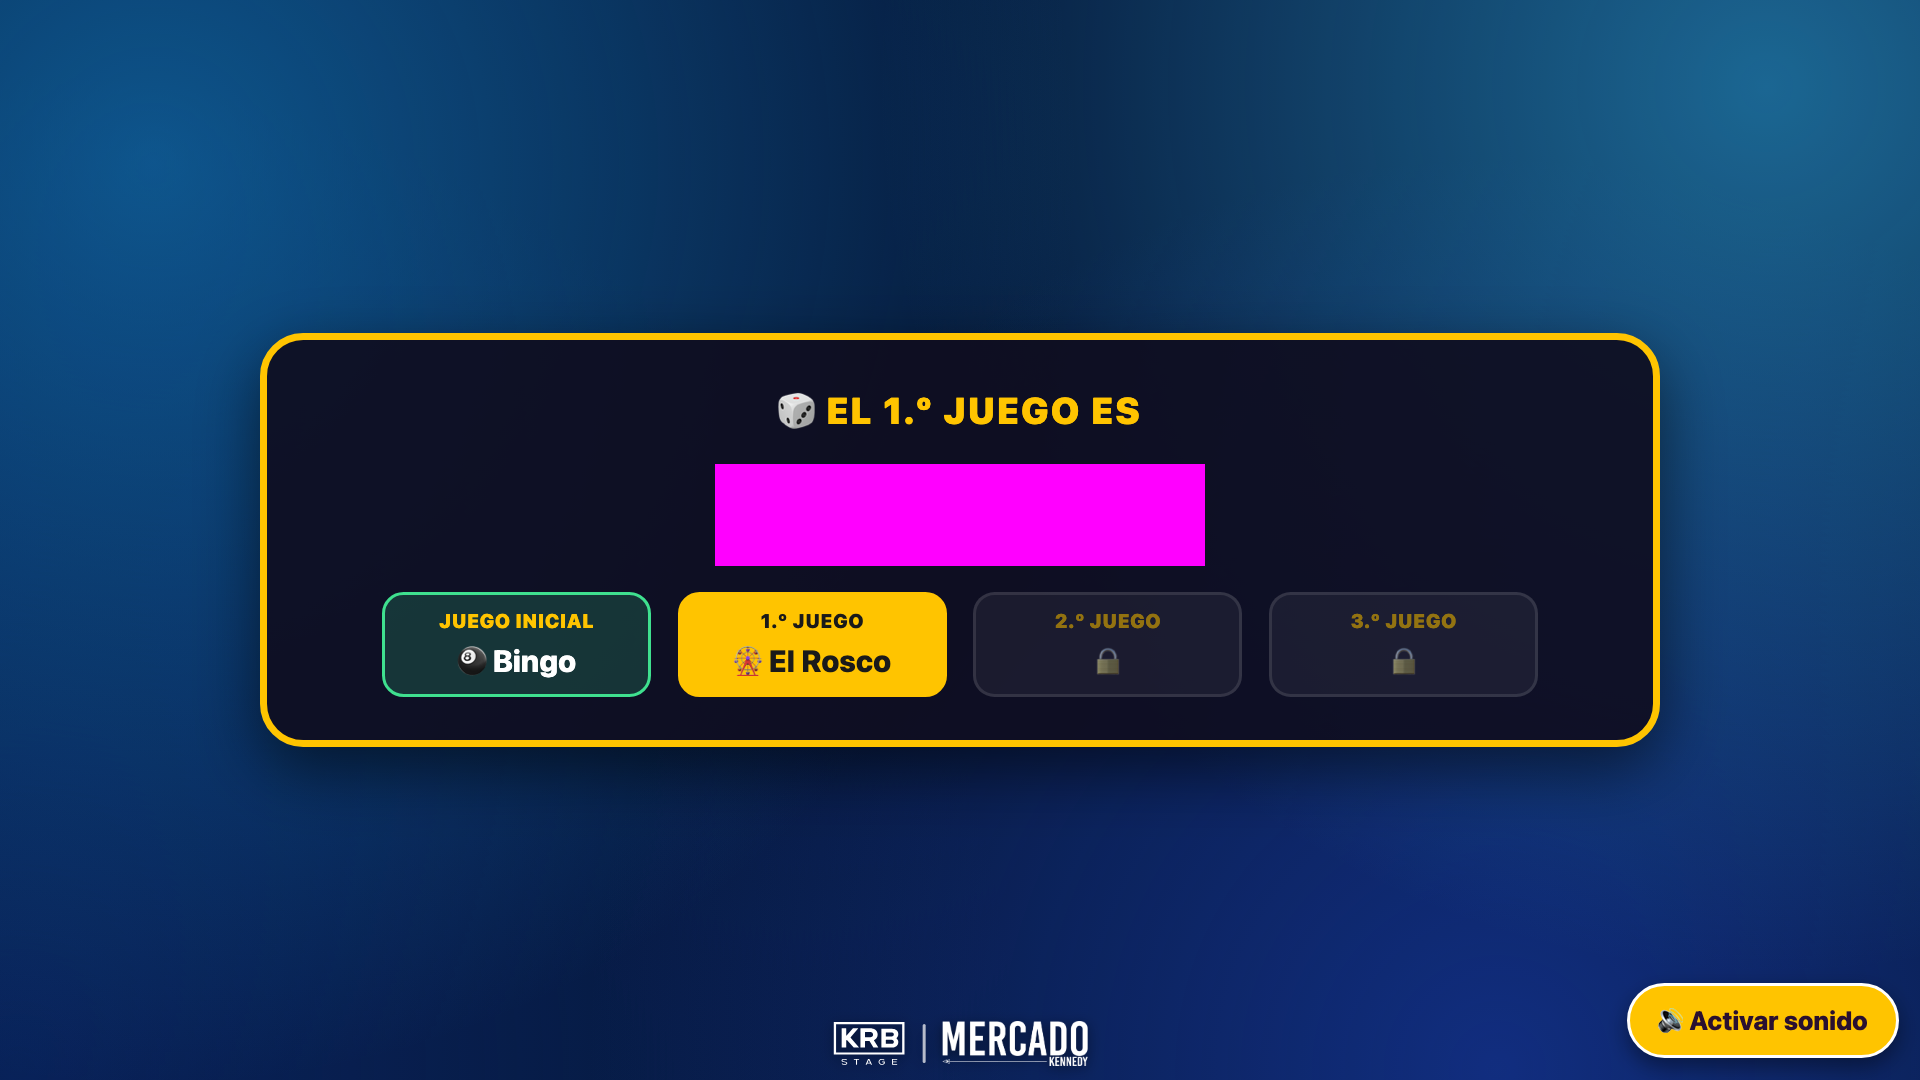 EL 1.º JUEGO ES
JUEGO INICIAL
Bingo
1.º JUEGO
El Rosco
2.º JUEGO
3.º JUEGO
Activar sonido
KRB
STAGE
MERCADO
KENNEDY